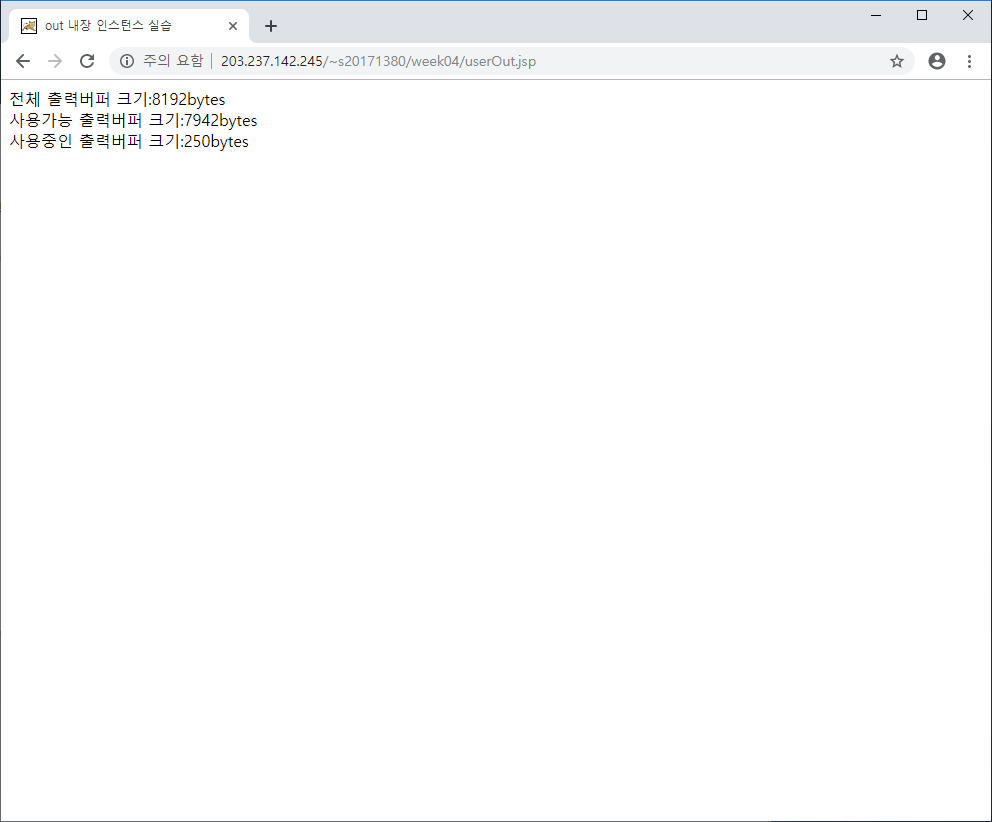 out 내장 인스턴스 실습
주의 요함 | 203.237.142.245/~s20171380/week04/userOut.jsp
전체 출력버퍼 크기:8192bytes
사용가능 출력버퍼 크기:7942bytes
사용중인 출력버퍼 크기:250bytes